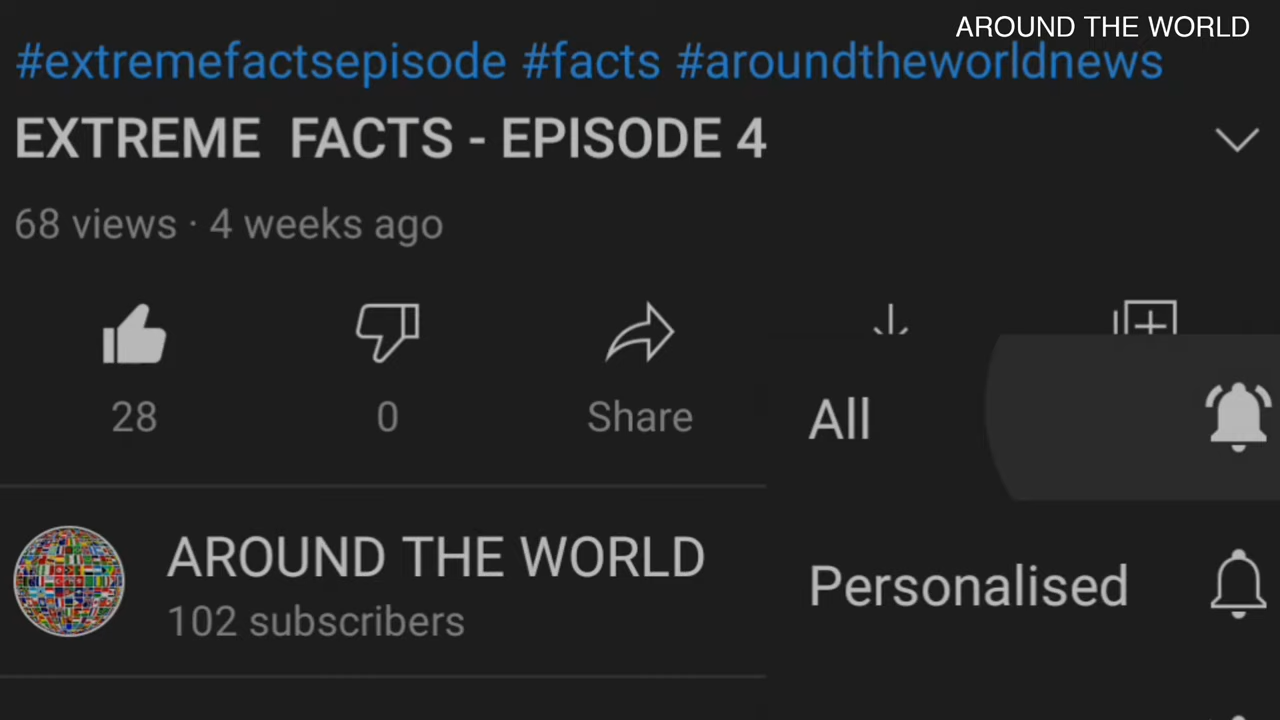 AROUND THE WORLD
#extremefactsepisode #facts #aroundtheworldnews
EXTREME FACTS - EPISODE 4
68 views · 4 weeks ago
28
0
Share
All
AROUND THE WORLD
102 subscribers
Personalised